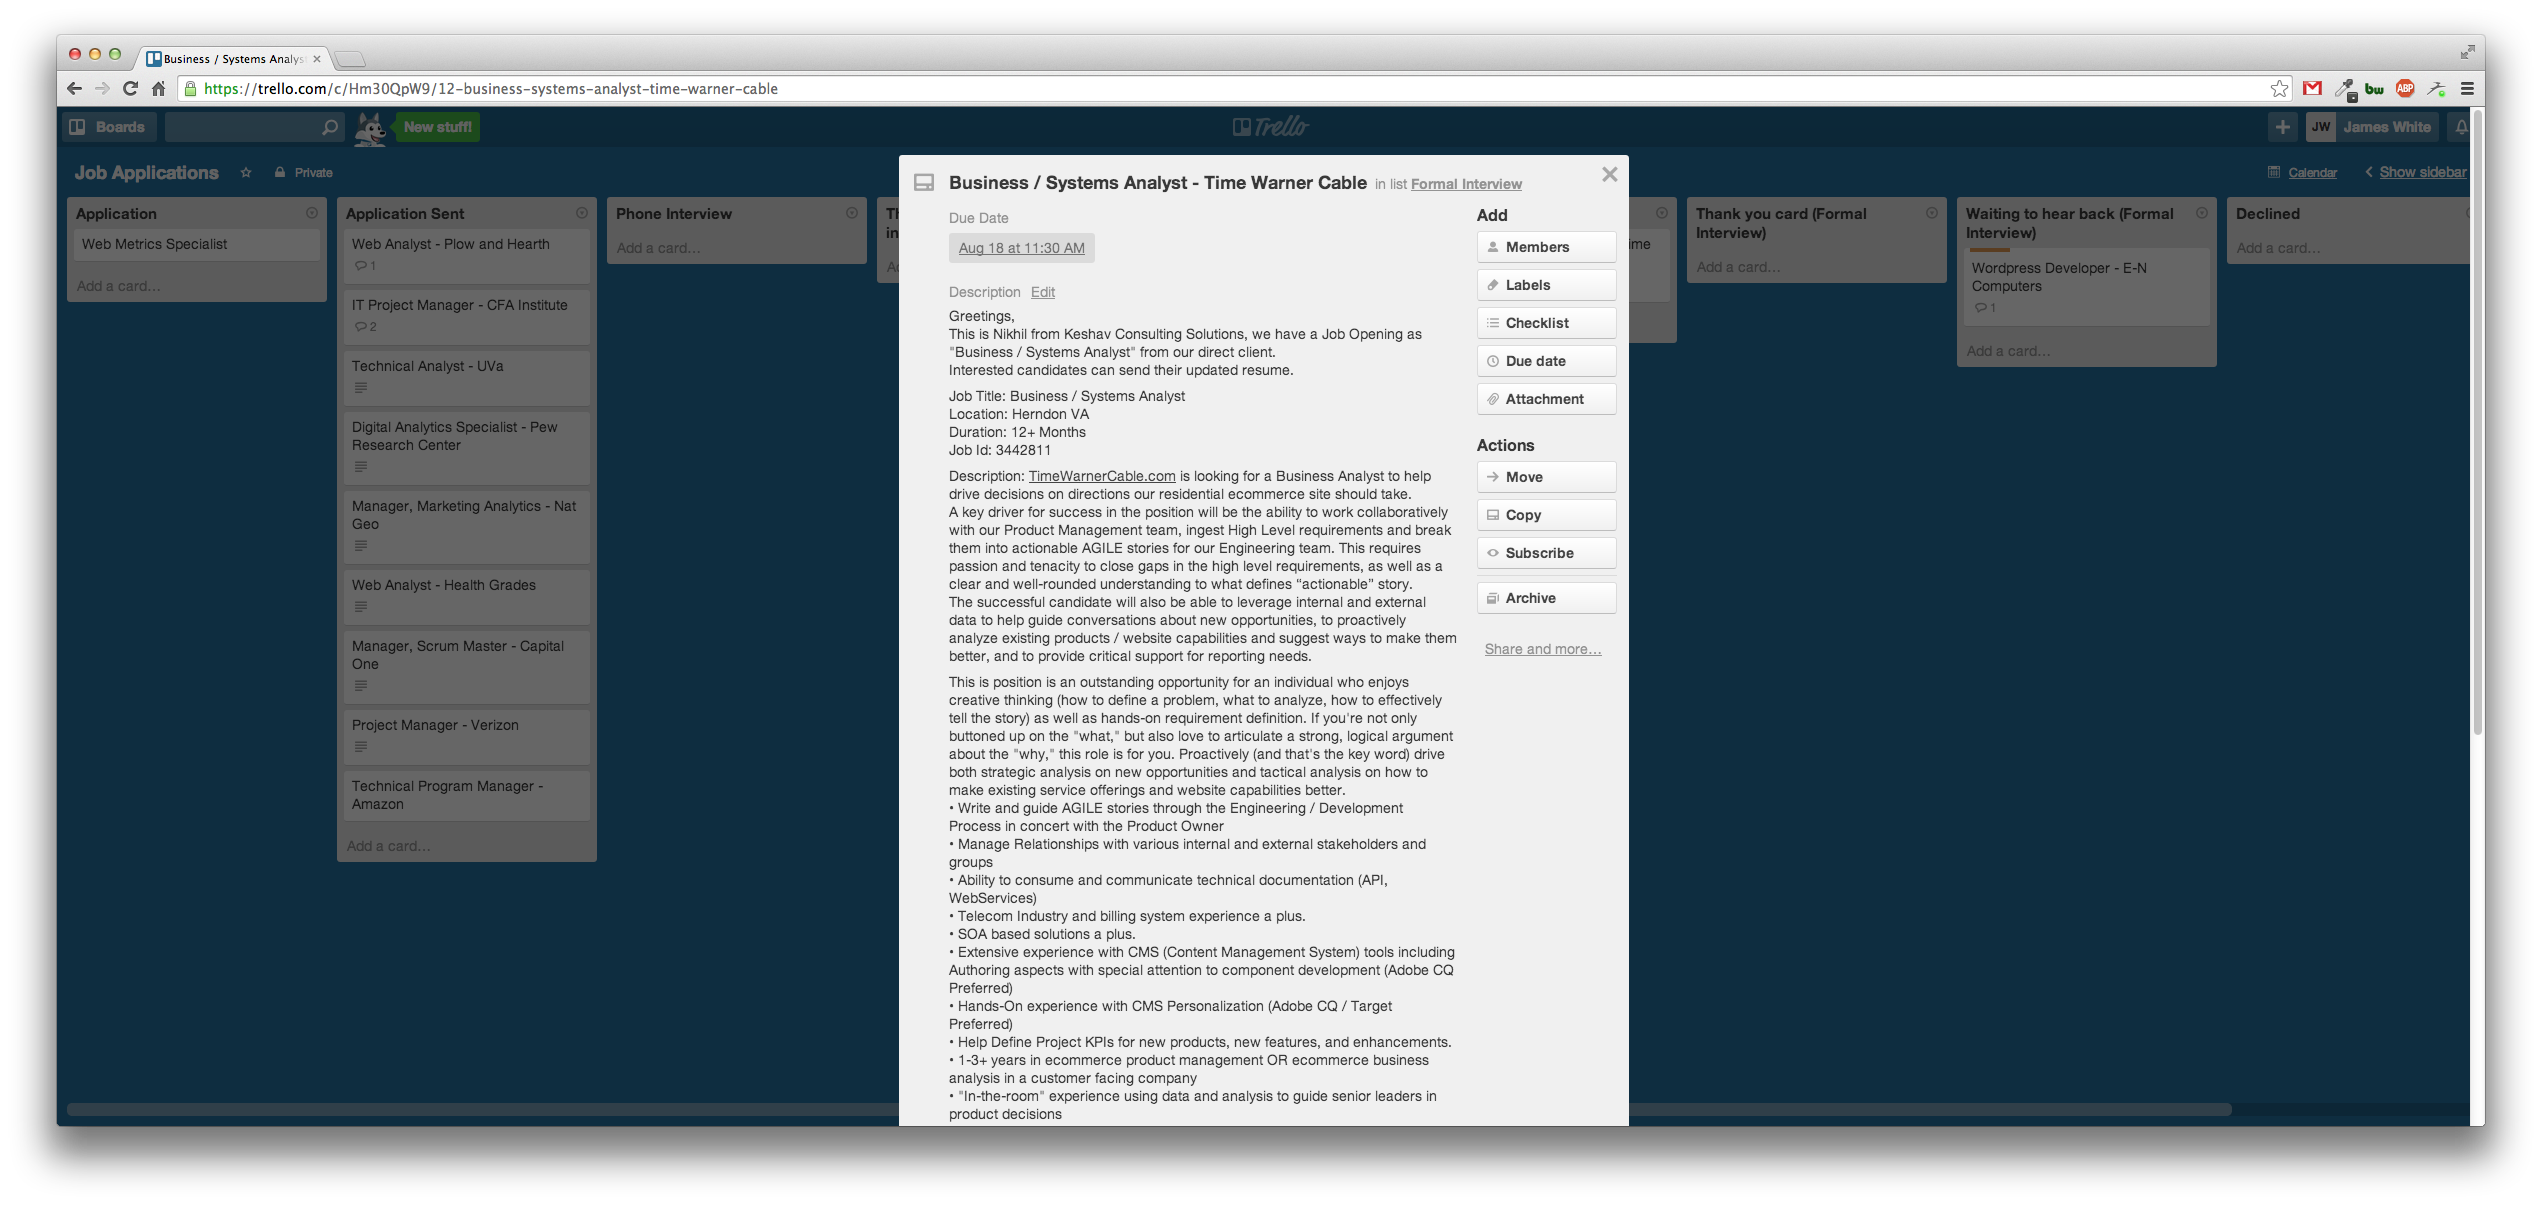 Business / Systems Analys
https://trello.com/c/Hm30QpW9/12-business-systems-analyst-time-warner-cable
bw
ABP
Boards
New stuff!
Trello
JW
James White
Job Applications
Private
Calendar
Show sidebar
Application
Web Metrics Specialist
Add a card...
Application Sent
Web Analyst - Plow and Hearth
1
IT Project Manager - CFA Institute
2
Technical Analyst - UVa
Digital Analytics Specialist - Pew
Research Center
Manager, Marketing Analytics - Nat
Geo
Web Analyst - Health Grades
Manager, Scrum Master - Capital
One
Project Manager - Verizon
Technical Program Manager -
Amazon
Add a card...
Phone Interview
Add a card...
Business / Systems Analyst - Time Warner Cable in list Formal Interview
Due Date
Aug 18 at 11:30 AM
Description Edit
Greetings,
This is Nikhil from Keshav Consulting Solutions, we have a Job Opening as
"Business / Systems Analyst" from our direct client.
Interested candidates can send their updated resume.
Job Title: Business / Systems Analyst
Location: Herndon VA
Duration: 12+ Months
Job Id: 3442811
Description: TimeWarnerCable.com is looking for a Business Analyst to help
drive decisions on directions our residential ecommerce site should take.
A key driver for success in the position will be the ability to work collaboratively
with our Product Management team, ingest High Level requirements and break
them into actionable AGILE stories for our Engineering team. This requires
passion and tenacity to close gaps in the high level requirements, as well as a
clear and well-rounded understanding to what defines “actionable” story.
The successful candidate will also be able to leverage internal and external
data to help guide conversations about new opportunities, to proactively
analyze existing products / website capabilities and suggest ways to make them
better, and to provide critical support for reporting needs.
This is position is an outstanding opportunity for an individual who enjoys
creative thinking (how to define a problem, what to analyze, how to effectively
tell the story) as well as hands-on requirement definition. If you're not only
buttoned up on the "what," but also love to articulate a strong, logical argument
about the "why," this role is for you. Proactively (and that's the key word) drive
both strategic analysis on new opportunities and tactical analysis on how to
make existing service offerings and website capabilities better.
• Write and guide AGILE stories through the Engineering / Development
Process in concert with the Product Owner
• Manage Relationships with various internal and external stakeholders and
groups
• Ability to consume and communicate technical documentation (API,
WebServices)
• Telecom Industry and billing system experience a plus.
• SOA based solutions a plus.
• Extensive experience with CMS (Content Management System) tools including
Authoring aspects with special attention to component development (Adobe CQ
Preferred)
• Hands-On experience with CMS Personalization (Adobe CQ / Target
Preferred)
• Help Define Project KPIs for new products, new features, and enhancements.
• 1-3+ years in ecommerce product management OR ecommerce business
analysis in a customer facing company
• "In-the-room" experience using data and analysis to guide senior leaders in
product decisions
Add
Members
Labels
Checklist
Due date
Attachment
Actions
Move
Copy
Subscribe
Archive
Share and more...
Thank you card (Formal
Interview)
Add a card...
Waiting to hear back (Formal
Interview)
Wordpress Developer - E-N
Computers
1
Add a card...
Declined
Add a card...